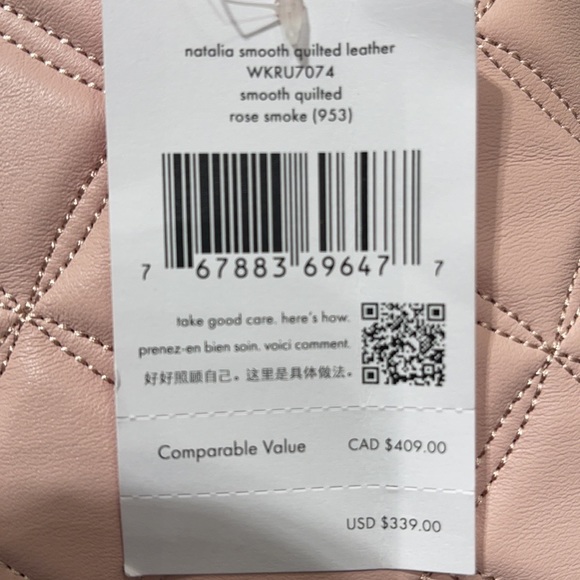 natalia smooth quilted leather
WKRU7074
smooth quilted
rose smoke (953)
7 67883 69647 7
take good care. here's how.
prenez-en bien soin. voici comment.
好好照顾自己。这里是具体做法。
Comparable Value CAD $409.00
USD $339.00